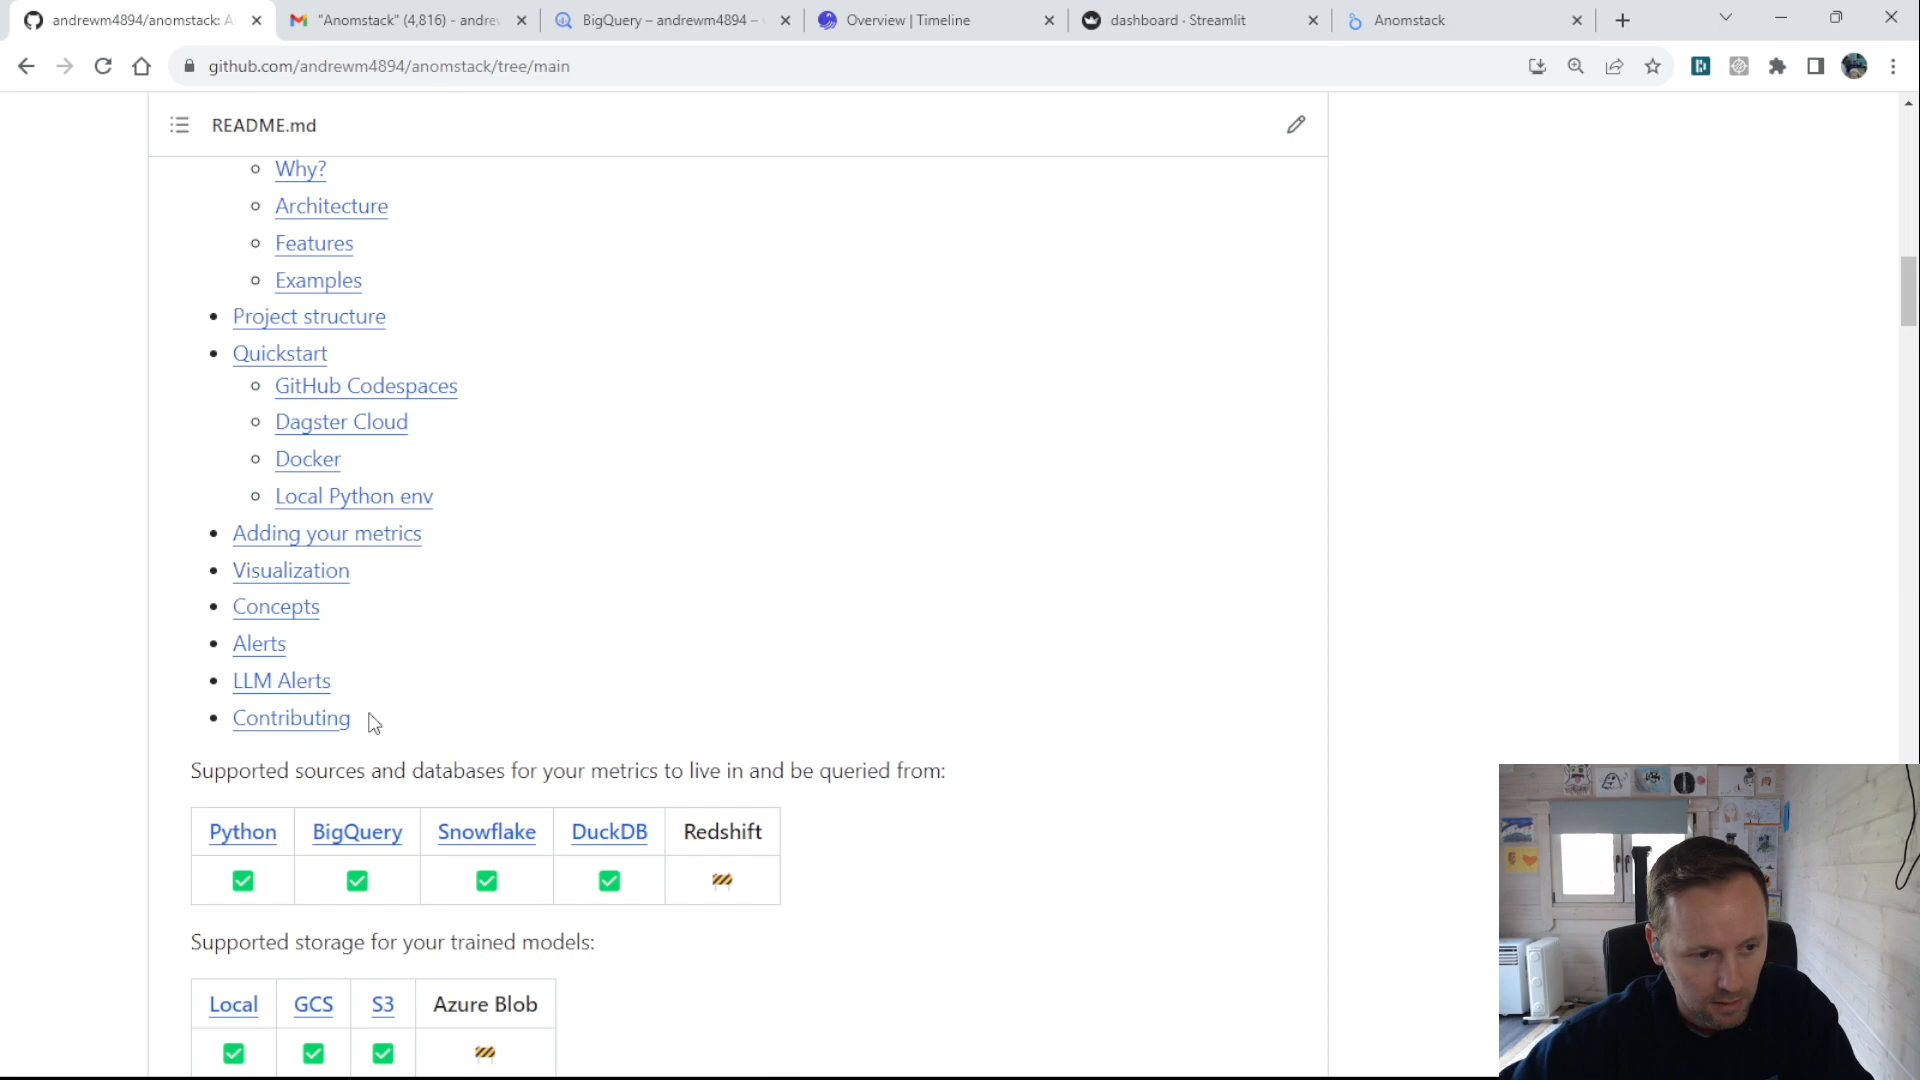 andrewm4894/anomstack: A
"Anomstack" (4,816) - andrew
BigQuery – andrewm4894 –
Overview | Timeline
dashboard · Streamlit
Anomstack
github.com/andrewm4894/anomstack/tree/main
README.md
Why?
Architecture
Features
Examples
Project structure
Quickstart
GitHub Codespaces
Dagster Cloud
Docker
Local Python env
Adding your metrics
Visualization
Concepts
Alerts
LLM Alerts
Contributing
Supported sources and databases for your metrics to live in and be queried from:
Python BigQuery Snowflake DuckDB Redshift
Supported storage for your trained models:
Local GCS S3 Azure Blob